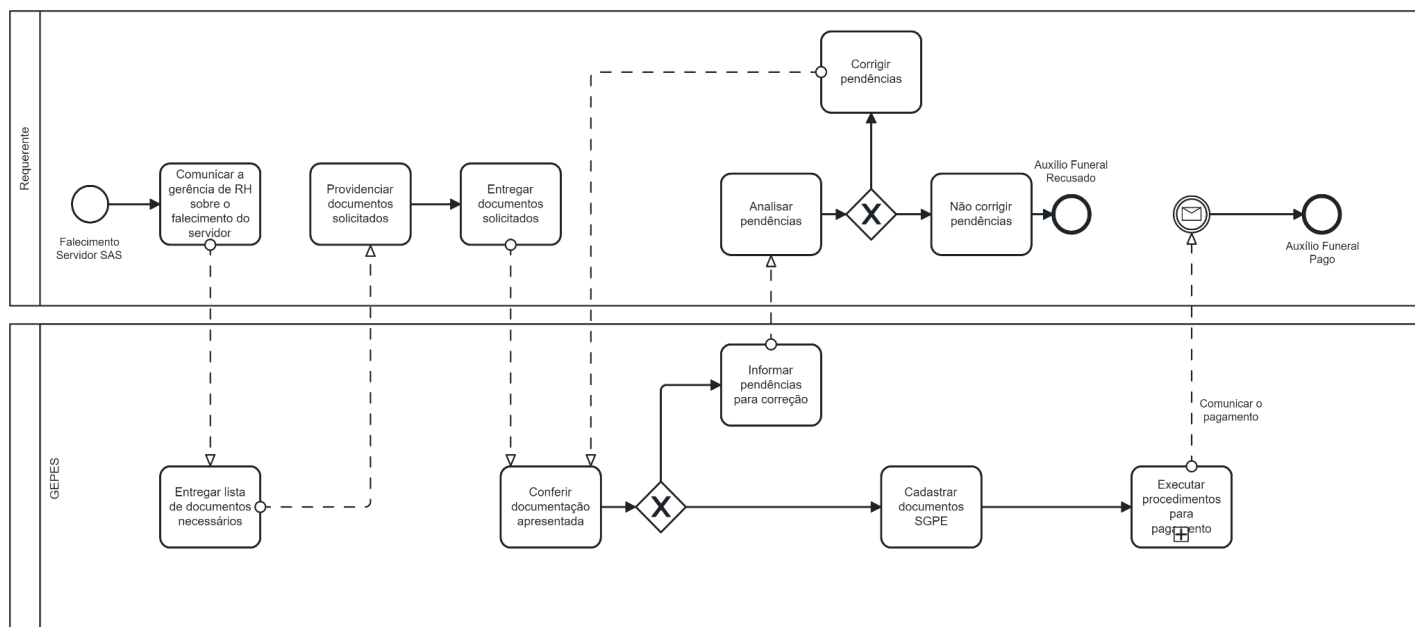 Requerente
Falecimento
Servidor SAS
Comunicar a
gerência de RH
sobre o
falecimento do
servidor
Providenciar
documentos
solicitados
Entregar
documentos
solicitados
Corrigir
pendências
Analisar
pendências
Não corrigir
pendências
Auxílio Funeral
Recusado
Auxílio Funeral
Pago
GEPES
Entregar lista
de documentos
necessários
Conferir
documentação
apresentada
Informar
pendências
para correção
Cadastrar
documentos
SGPE
Executar
procedimentos
para
pagamento
Comunicar o
pagamento